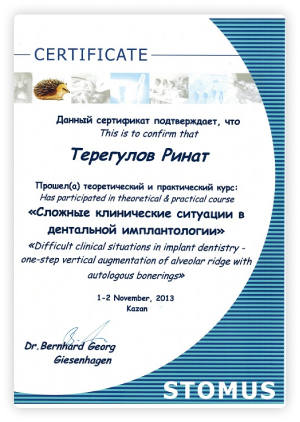 CERTIFICATE
Данный сертификат подтверждает, что
This is to confirm that
Терегулов Ринат
Прошел(а) теоретический и практический курс:
Has participated in theoretical & practical course
«Сложные клинические ситуации в
дентальной имплантологии»
«Difficult clinical situations in implant dentistry -
one-step vertical augmentation of alveolar ridge with
autologous bonerings»
1-2 November, 2013
Kazan
Dr.Bernhard Georg
Giesenhagen
STOMUS